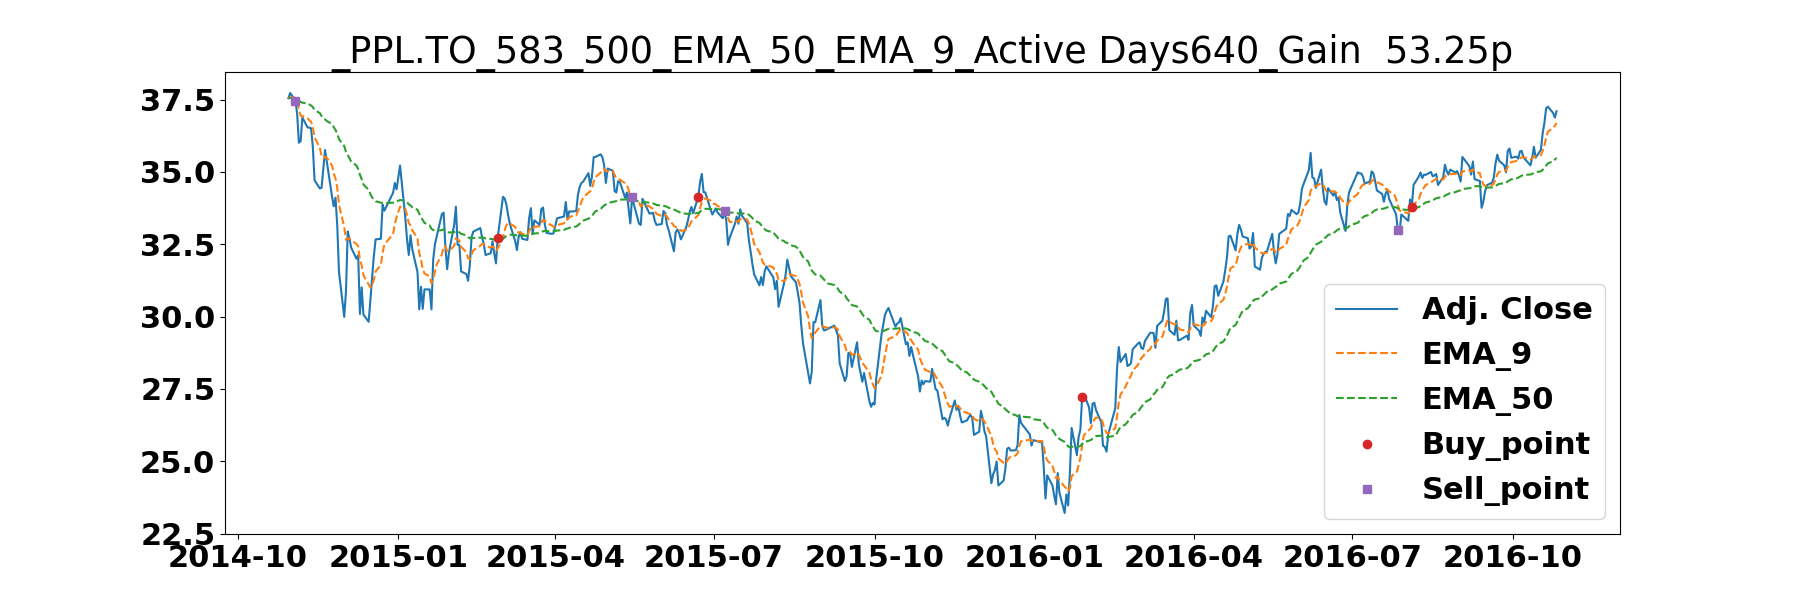 _PPL.TO_583_500_EMA_50_EMA_9_Active Days640_Gain  53.25p
37.5
35.0
32.5
30.0
27.5
25.0
22.5
2014-10 2015-01 2015-04 2015-07 2015-10 2016-01 2016-04 2016-07 2016-10
Adj. Close
EMA_9
EMA_50
Buy_point
Sell_point